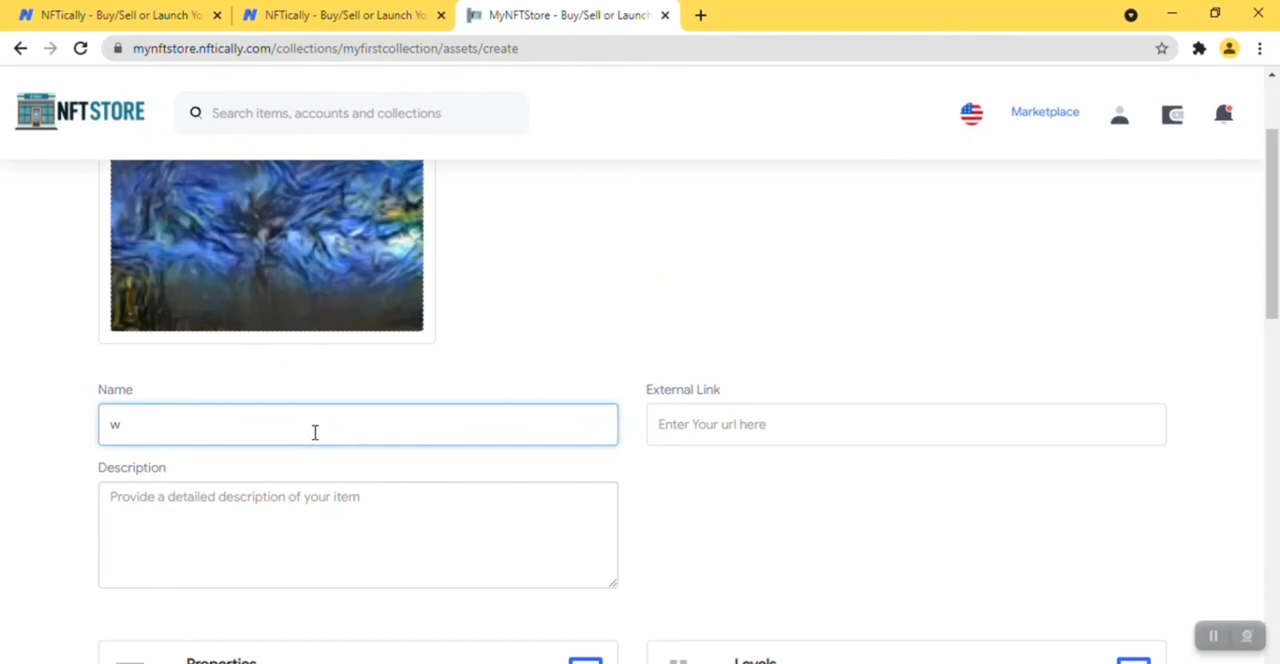 NFTically - Buy/Sell or Launch Yo
NFTically - Buy/Sell or Launch Yo
MyNFTStore - Buy/Sell or Launch
mynftstore.nftically.com/collections/myfirstcollection/assets/create
NFTSTORE
Search items, accounts and collections
Marketplace
Name
External Link
w
Enter Your url here
Description
Provide a detailed description of your item
Properties
Levels